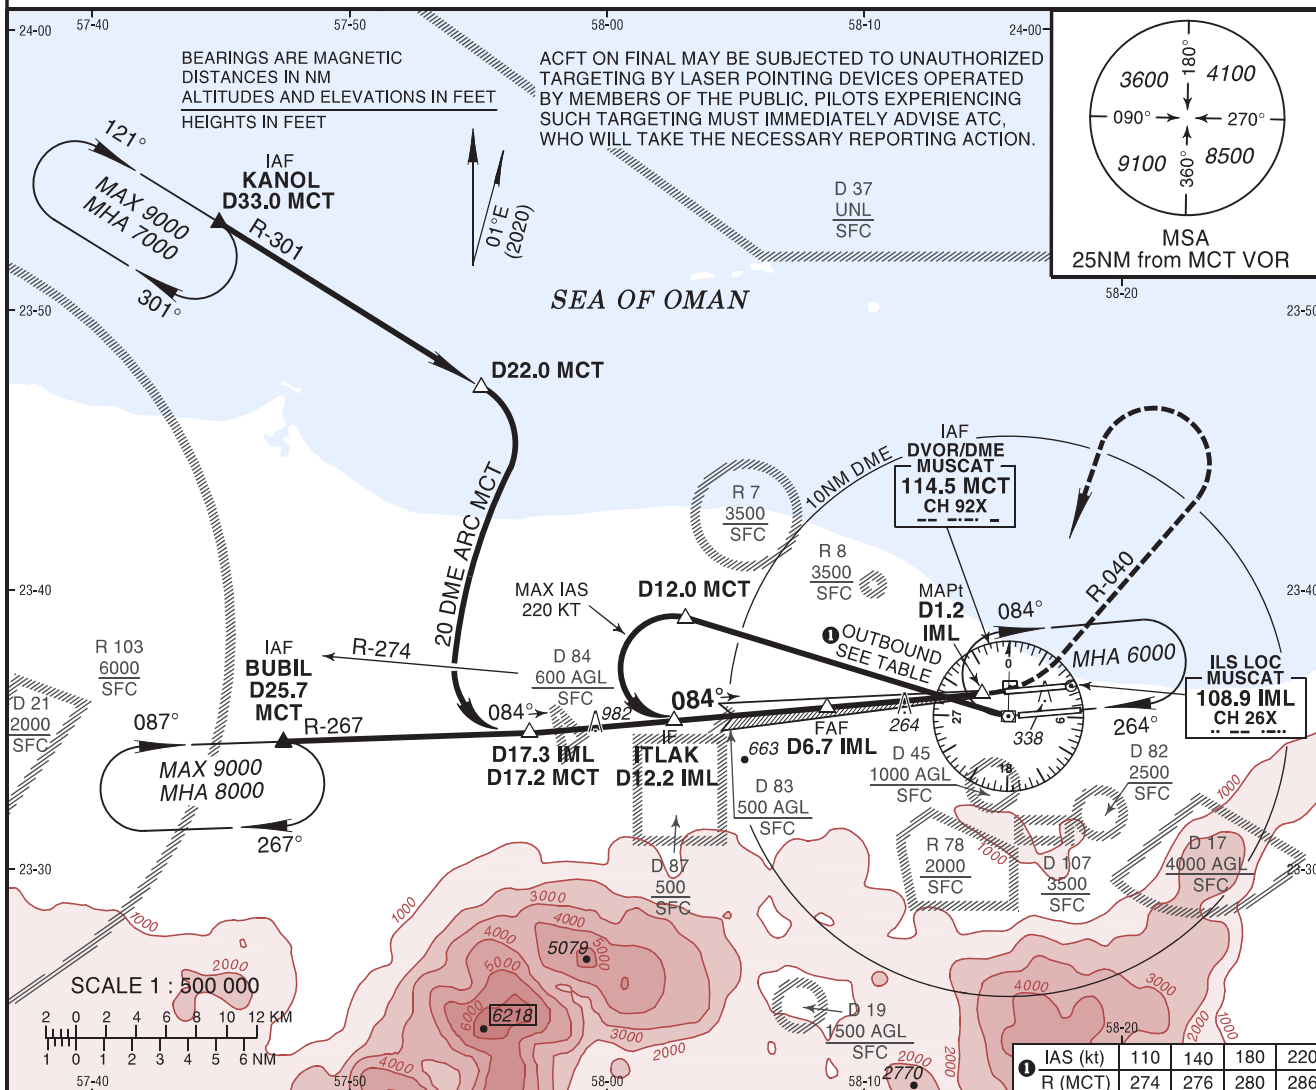 57-40
57-50
58-00
58-10
24-00
24-00
BEARINGS ARE MAGNETIC
DISTANCES IN NM
ALTITUDES AND ELEVATIONS IN FEET
HEIGHTS IN FEET
ACFT ON FINAL MAY BE SUBJECTED TO UNAUTHORIZED
TARGETING BY LASER POINTING DEVICES OPERATED
BY MEMBERS OF THE PUBLIC. PILOTS EXPERIENCING
SUCH TARGETING MUST IMMEDIATELY ADVISE ATC,
WHO WILL TAKE THE NECESSARY REPORTING ACTION.
3600
180°
4100
090°
270°
9100
360°
8500
MSA
25NM from MCT VOR
58-20
121°
IAF
KANOL
D33.0 MCT
MAX 9000
MHA 7000
R-301
301°
01°E
(2020)
D 37
UNL
SFC
23-50
23-50
SEA OF OMAN
D22.0 MCT
20 DME ARC MCT
IAF
DVOR/DME
MUSCAT
114.5 MCT
CH 92X
10NM DME
R 7
3500
SFC
R 8
3500
SFC
R-040
23-40
23-40
MAX IAS
220 KT
D12.0 MCT
MAPt
D1.2
IML
084°
1 OUTBOUND
SEE TABLE
MHA 6000
264°
ILS LOC
MUSCAT
108.9 IML
CH 26X
R 103
6000
SFC
D 21
2000
SFC
IAF
BUBIL
D25.7
MCT
R-274
D 84
600 AGL
SFC
087°
R-267
084°
982
084°
0
27
9
18
MAX 9000
MHA 8000
267°
D17.3 IML
D17.2 MCT
IF
ITLAK
D12.2 IML
663
FAF
D6.7 IML
264
338
D 83
500 AGL
SFC
D 45
1000 AGL
SFC
D 82
2500
SFC
1000
23-30
23-30
D 87
500
SFC
R 78
2000
SFC
1000
D 107
3500
SFC
D 17
4000 AGL
SFC
1000
1000
3000
4000
4000
5079
5000
5000
2000
6000
6218
3000
2000
4000
1000
4000
3000
2000
1000
SCALE 1 : 500 000
2 0 2 4 6 8 10 12 KM
1 0 1 2 3 4 5 6 NM
D 19
1500 AGL
SFC
2000
2770
58-20
57-40
57-50
58-00
58-10
1 IAS (kt) 110 140 180 220
R (MCT) 274 276 280 288